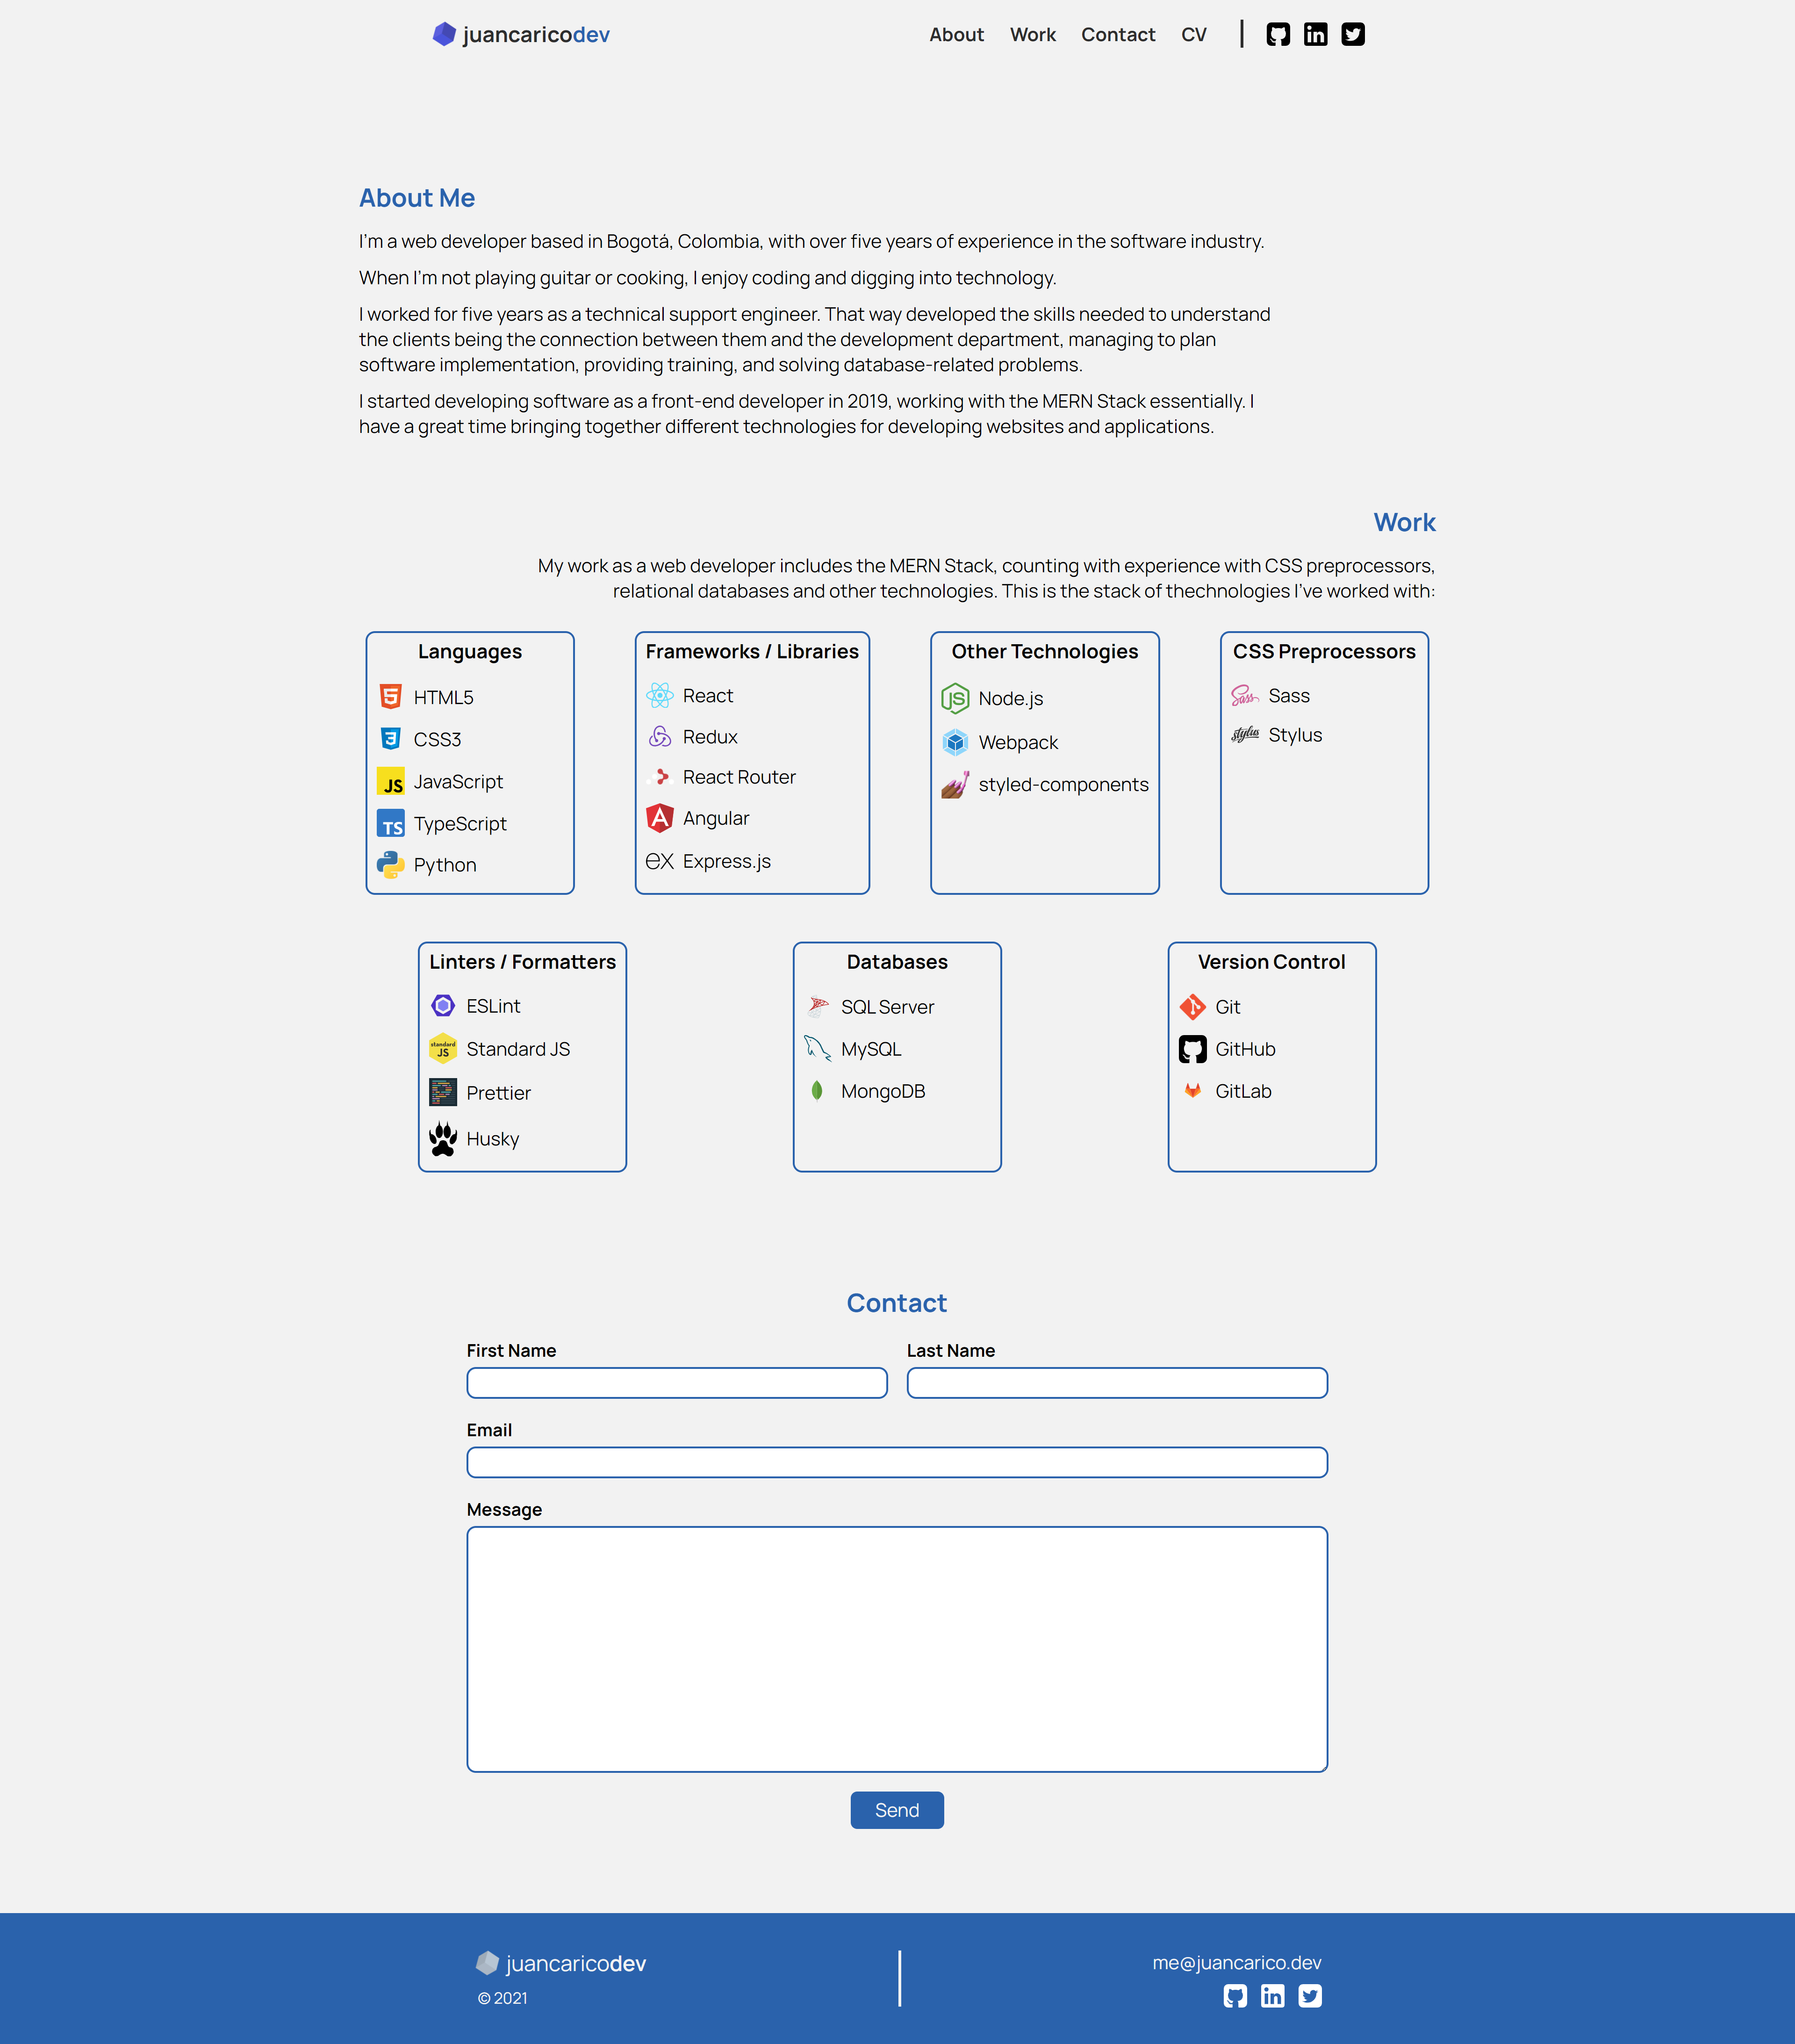 juancaricodev
About Work Contact CV
About Me
I'm a web developer based in Bogotá, Colombia, with over five years of experience in the software industry.
When I'm not playing guitar or cooking, I enjoy coding and digging into technology.
I worked for five years as a technical support engineer. That way developed the skills needed to understand
the clients being the connection between them and the development department, managing to plan
software implementation, providing training, and solving database-related problems.
I started developing software as a front-end developer in 2019, working with the MERN Stack essentially. I
have a great time bringing together different technologies for developing websites and applications.
Work
My work as a web developer includes the MERN Stack, counting with experience with CSS preprocessors,
relational databases and other technologies. This is the stack of thechnologies I've worked with:
Languages
HTML5
CSS3
JS JavaScript
TS TypeScript
Python
Frameworks / Libraries
React
Redux
React Router
Angular
ex Express.js
Other Technologies
JS Node.js
Webpack
styled-components
CSS Preprocessors
Sass Sass
stylus Stylus
Linters / Formatters
ESLint
standard JS Standard JS
Prettier
Husky
Databases
SQL Server
MySQL
MongoDB
Version Control
Git
GitHub
GitLab
Contact
First Name
Last Name
Email
Message
Send
juancaricodev
© 2021
me@juancarico.dev